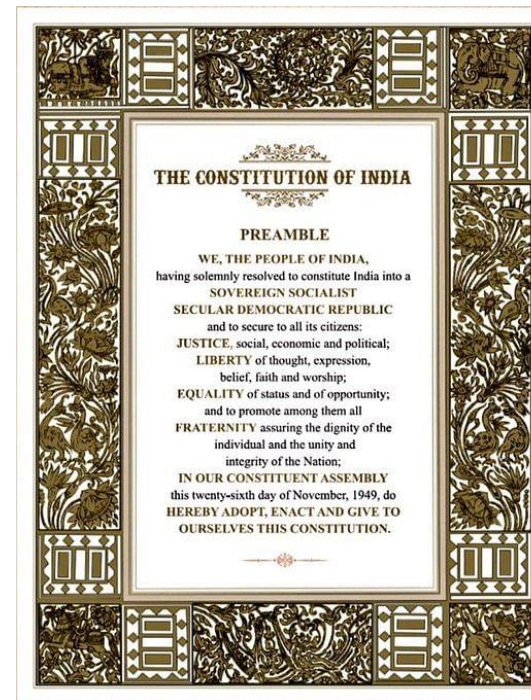 THE CONSTITUTION OF INDIA
PREAMBLE
WE, THE PEOPLE OF INDIA,
having solemnly resolved to constitute India into a
SOVEREIGN SOCIALIST
SECULAR DEMOCRATIC REPUBLIC
and to secure to all its citizens:
JUSTICE, social, economic and political;
LIBERTY of thought, expression,
belief, faith and worship;
EQUALITY of status and of opportunity;
and to promote among them all
FRATERNITY assuring the dignity of the
individual and the unity and
integrity of the Nation;
IN OUR CONSTITUENT ASSEMBLY
this twenty-sixth day of November, 1949, do
HEREBY ADOPT, ENACT AND GIVE TO
OURSELVES THIS CONSTITUTION.